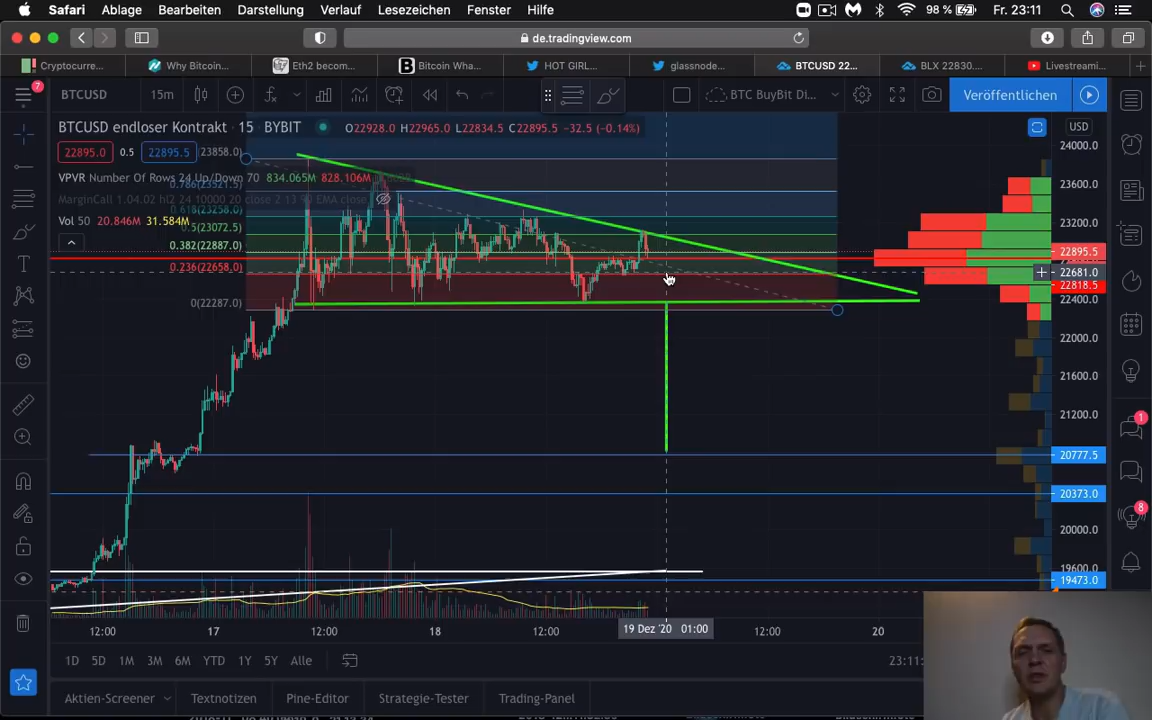 Safari Ablage Bearbeiten Darstellung Verlauf Lesezeichen Fenster Hilfe 98 % Fr. 23:11
de.tradingview.com
Cryptocurre... Why Bitcoin... Eth2 becom... Bitcoin Wha... HOT GIRL... glassnode... BTCUSD 22... BLX 22830.... Livestreami...
7 BTCUSD 15m BTC BuyBit Di... Veröffentlichen
BTCUSD endloser Kontrakt · 15 · BYBIT O22928.0 H22965.0 L22834.5 C22895.5 -32.5 (-0.14%) USD
22895.0 0.5 22895.5 23858.0)
24000.0
VPVR Number Of Rows 24 Up/Down 70 834.065M 828.106M
0.786(23521.5)
23600.0
MarginCall 1.04.02 hl2 24 10000 20 close 2 13 90 EMA close
0.618(23258.0)
Vol 50 20.846M 31.584M
23200.0
0.5(23072.5)
0.382(22887.0)
22895.5
0.236(22658.0)
22681.0
22818.5
0(22287.0)
22400.0
22000.0
21600.0
21200.0
1
20777.5
20373.0
8
20000.0
19600.0
19473.0
12:00 17 12:00 18 12:00 19 Dez '20 01:00 12:00 20
1D 5D 1M 3M 6M YTD 1Y 5Y Alle 23:11:
Aktien-Screener Textnotizen Pine-Editor Strategie-Tester Trading-Panel